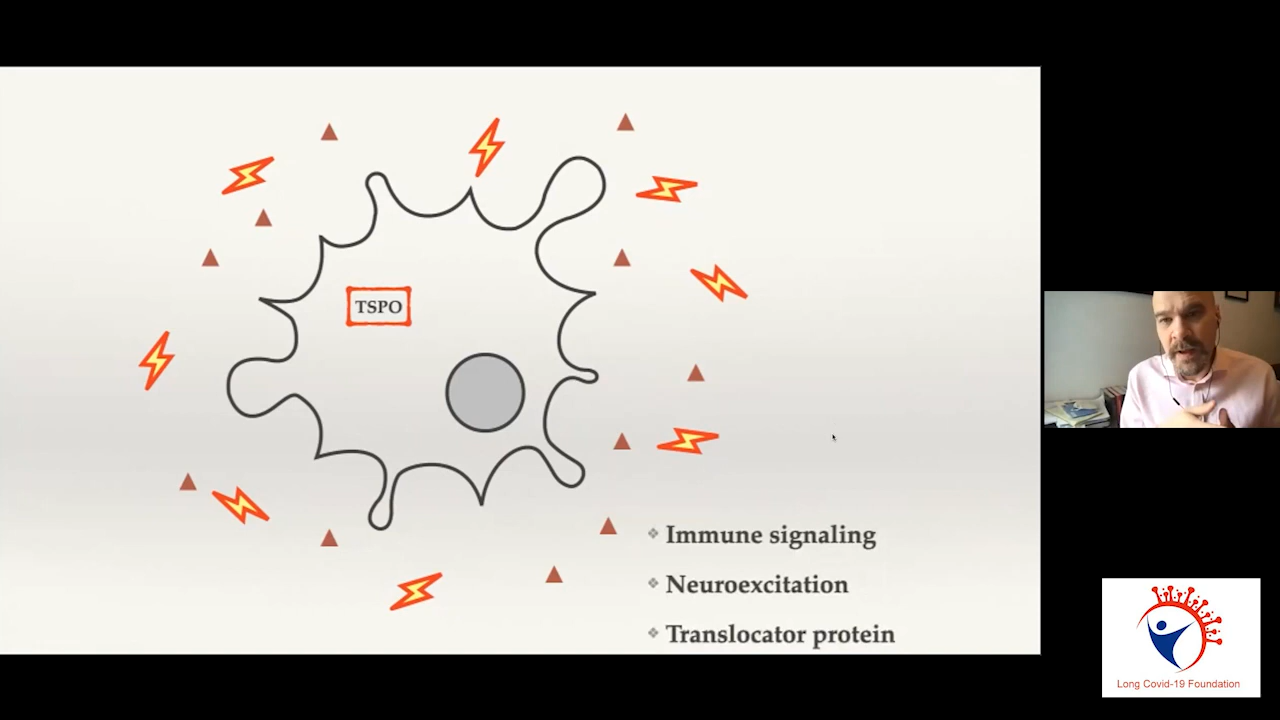 TSPO
Immune signaling
Neuroexcitation
Translocator protein
Long Covid-19 Foundation